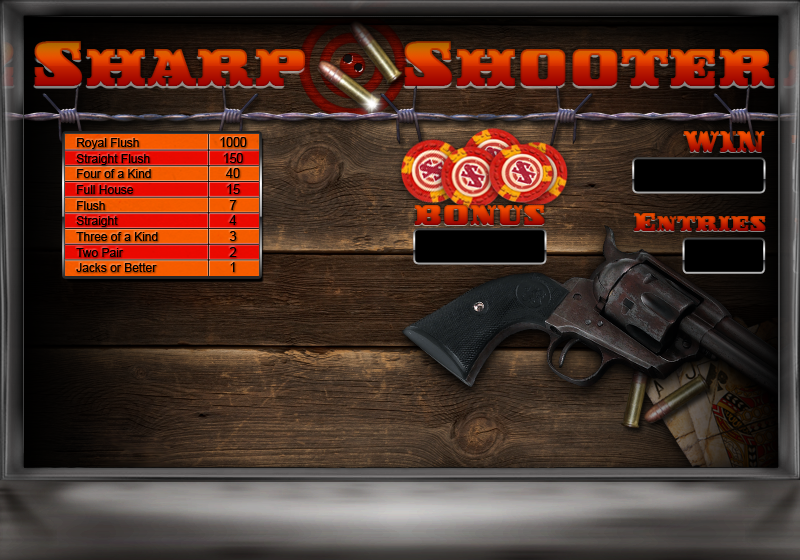 SHARP SHOOTER
Royal Flush 1000
Straight Flush 150
Four of a Kind 40
Full House 15
Flush 7
Straight 4
Three of a Kind 3
Two Pair 2
Jacks or Better 1
BONUS
WIN
ENTRIES
A J